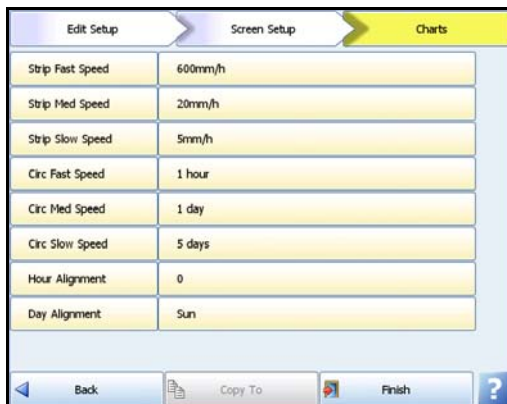 Edit Setup Screen Setup Charts
Strip Fast Speed 600mm/h
Strip Med Speed 20mm/h
Strip Slow Speed 5mm/h
Circ Fast Speed 1 hour
Circ Med Speed 1 day
Circ Slow Speed 5 days
Hour Alignment 0
Day Alignment Sun
Back Copy To Finish ?